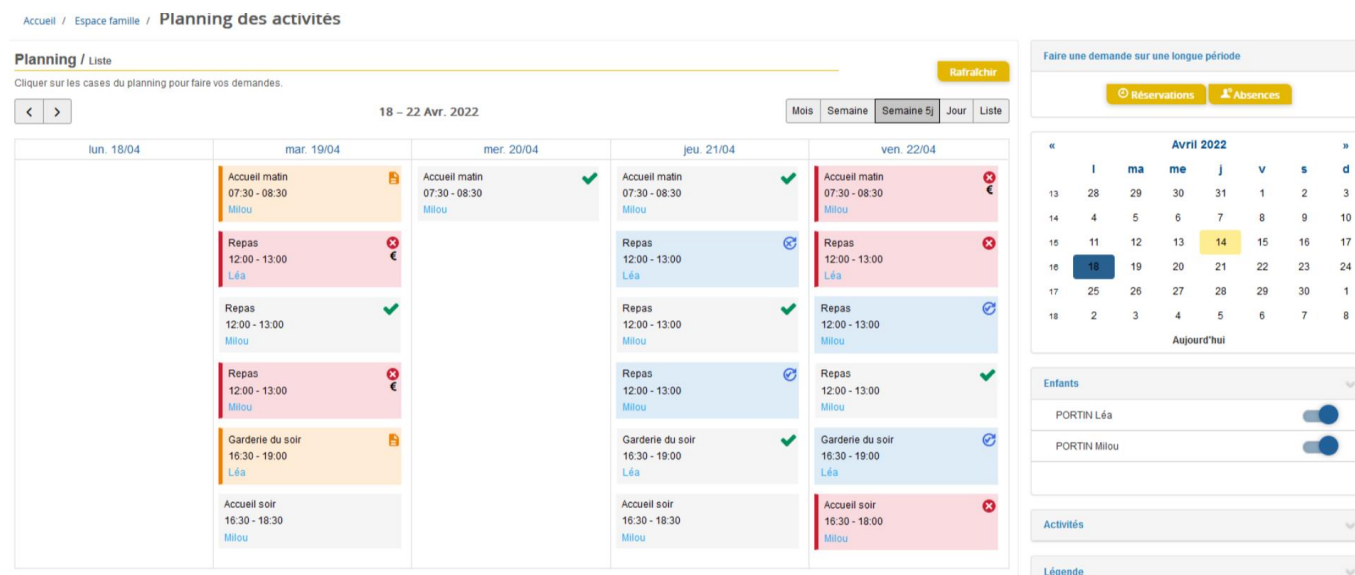 Accueil / Espace famille / Planning des activités
Planning / Liste
Rafraîchir
Cliquer sur les cases du planning pour faire vos demandes.
< >
18 – 22 Avr. 2022
Mois Semaine Semaine 5j Jour Liste
lun. 18/04
mar. 19/04
Accueil matin
07:30 - 08:30
Milou
Repas
€
12:00 - 13:00
Léa
Repas
12:00 - 13:00
Milou
Repas
€
12:00 - 13:00
Milou
Garderie du soir
16:30 - 19:00
Léa
Accueil soir
16:30 - 18:30
Milou
mer. 20/04
Accueil matin
07:30 - 08:30
Milou
jeu. 21/04
Accueil matin
07:30 - 08:30
Milou
Repas
12:00 - 13:00
Léa
Repas
12:00 - 13:00
Milou
Repas
12:00 - 13:00
Milou
Garderie du soir
16:30 - 19:00
Léa
Accueil soir
16:30 - 18:30
Milou
ven. 22/04
Accueil matin
€
07:30 - 08:30
Milou
Repas
12:00 - 13:00
Léa
Repas
12:00 - 13:00
Milou
Repas
12:00 - 13:00
Milou
Garderie du soir
16:30 - 19:00
Léa
Accueil soir
16:30 - 18:00
Milou
Faire une demande sur une longue période
Réservations Absences
« Avril 2022 »
l ma me j v s d
13 28 29 30 31 1 2 3
14 4 5 6 7 8 9 10
15 11 12 13 14 15 16 17
16 18 19 20 21 22 23 24
17 25 26 27 28 29 30 1
18 2 3 4 5 6 7 8
Aujourd'hui
Enfants
PORTIN Léa
PORTIN Milou
Activités
Légende